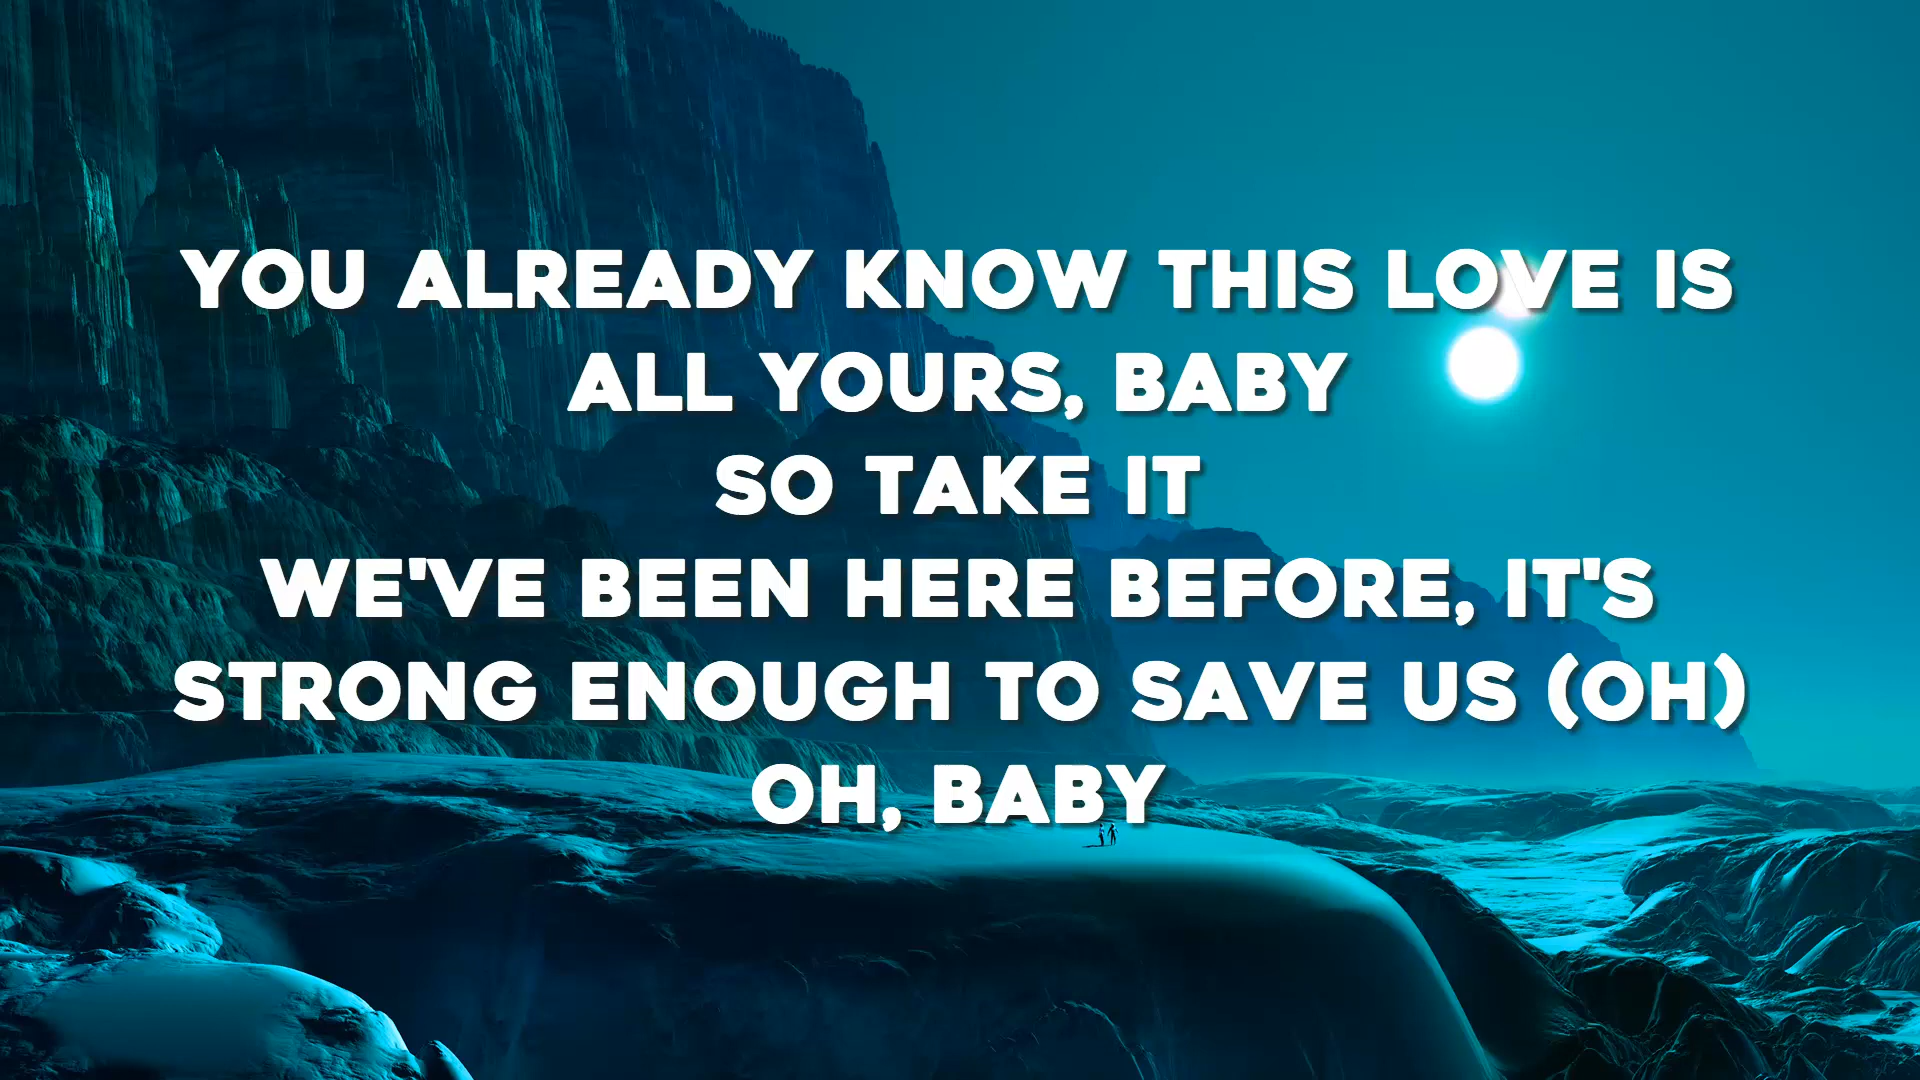 YOU ALREADY KNOW THIS LOVE IS
ALL YOURS, BABY
SO TAKE IT
WE'VE BEEN HERE BEFORE, IT'S
STRONG ENOUGH TO SAVE US (OH)
OH, BABY